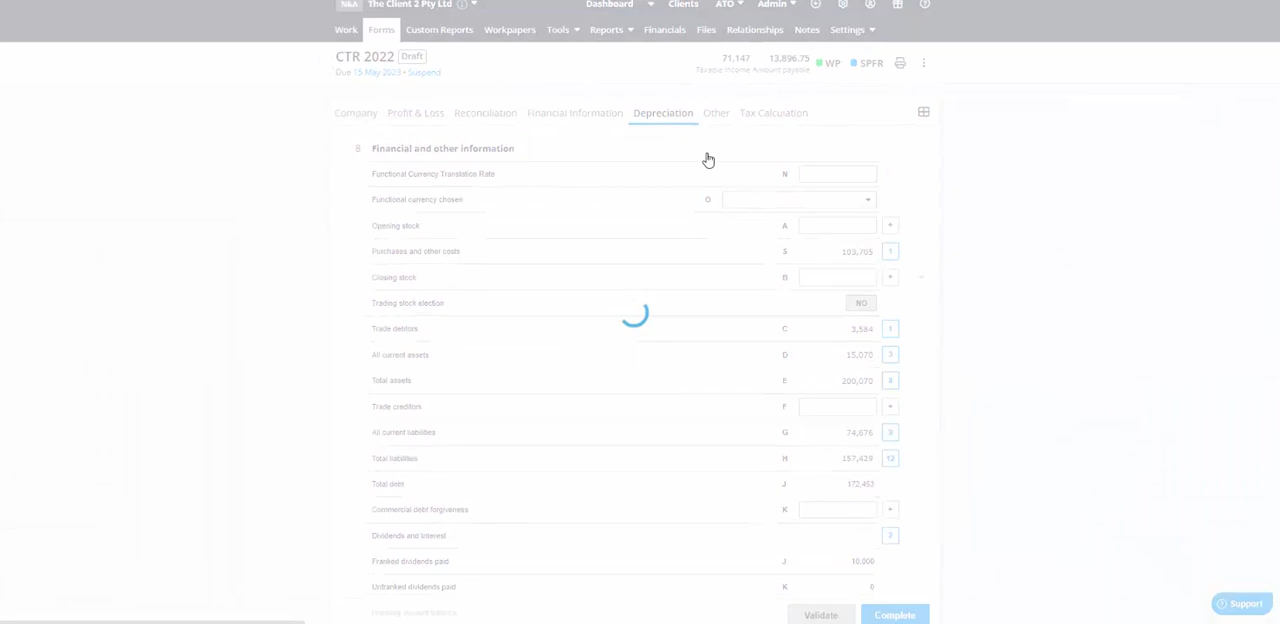 N&A The Client 2 Pty Ltd Dashboard Clients ATO Admin
Work Forms Custom Reports Workpapers Tools Reports Financials Files Relationships Notes Settings
CTR 2022 Draft 71,147 13,896.75 WP SPFR
Due 15 May 2023 • Suspend Taxable Income Amount payable
Company Profit & Loss Reconciliation Financial Information Depreciation Other Tax Calculation
8 Financial and other information
Functional Currency Translation Rate N
Functional currency chosen O
Opening stock A +
Purchases and other costs S 103,705 1
Closing stock B +
Trading stock election NO
Trade debtors C 3,584 1
All current assets D 15,070 3
Total assets E 200,070
Trade creditors F +
All current liabilities G 74,676
Total liabilities H 157,429 12
Total debt J 172,453
Commercial debt forgiveness K +
Dividends and Interest 2
Franked dividends paid J 10,000
Unfranked dividends paid K 0
Validate Complete
Support